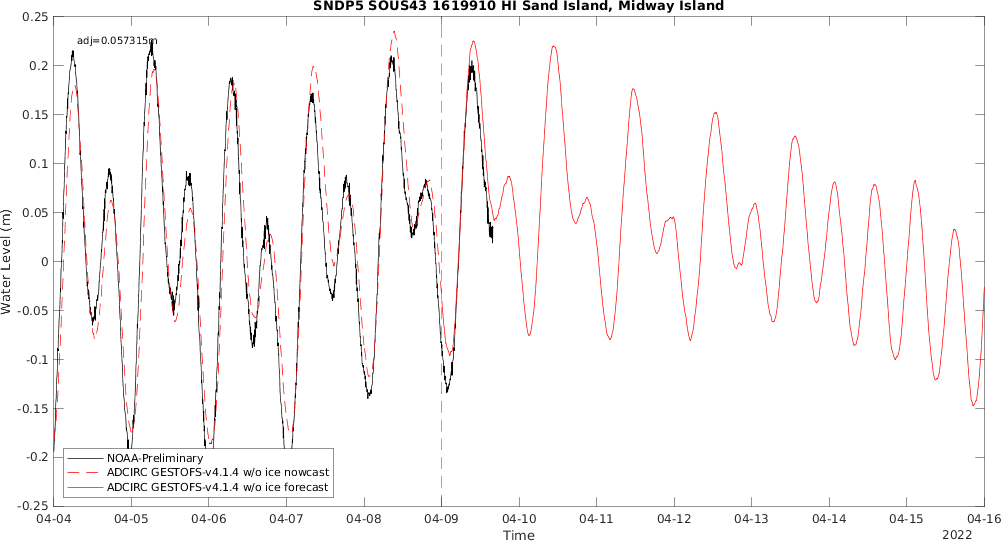 SNDP5 SOUS43 1619910 HI Sand Island, Midway Island
adj=0.057315m
0.25
0.2
0.15
0.1
0.05
0
-0.05
-0.1
-0.15
-0.2
-0.25
Water Level (m)
NOAA-Preliminary
ADCIRC GESTOFS-v4.1.4 w/o ice nowcast
ADCIRC GESTOFS-v4.1.4 w/o ice forecast
04-04 04-05 04-06 04-07 04-08 04-09 04-10 04-11 04-12 04-13 04-14 04-15 04-16
Time
2022